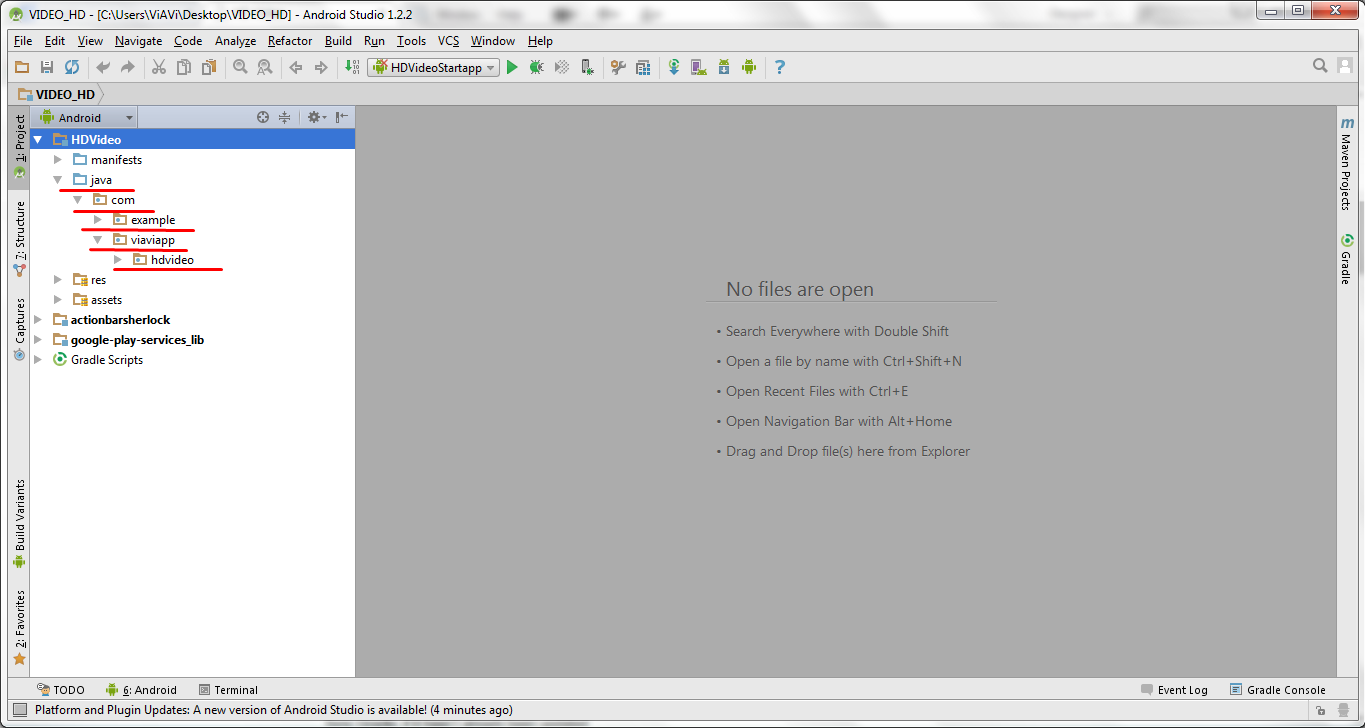 VIDEO_HD - [C:\Users\ViAVi\Desktop\VIDEO_HD] - Android Studio 1.2.2
File Edit View Navigate Code Analyze Refactor Build Run Tools VCS Window Help
HDVideoStartapp
VIDEO_HD
1: Project
7: Structure
Captures
Build Variants
2: Favorites
Android
HDVideo
manifests
java
com
example
viaviapp
hdvideo
res
assets
actionbarsherlock
google-play-services_lib
Gradle Scripts
No files are open
• Search Everywhere with Double Shift
• Open a file by name with Ctrl+Shift+N
• Open Recent Files with Ctrl+E
• Open Navigation Bar with Alt+Home
• Drag and Drop file(s) here from Explorer
m Maven Projects
Gradle
TODO 6: Android Terminal Event Log Gradle Console
Platform and Plugin Updates: A new version of Android Studio is available! (4 minutes ago)